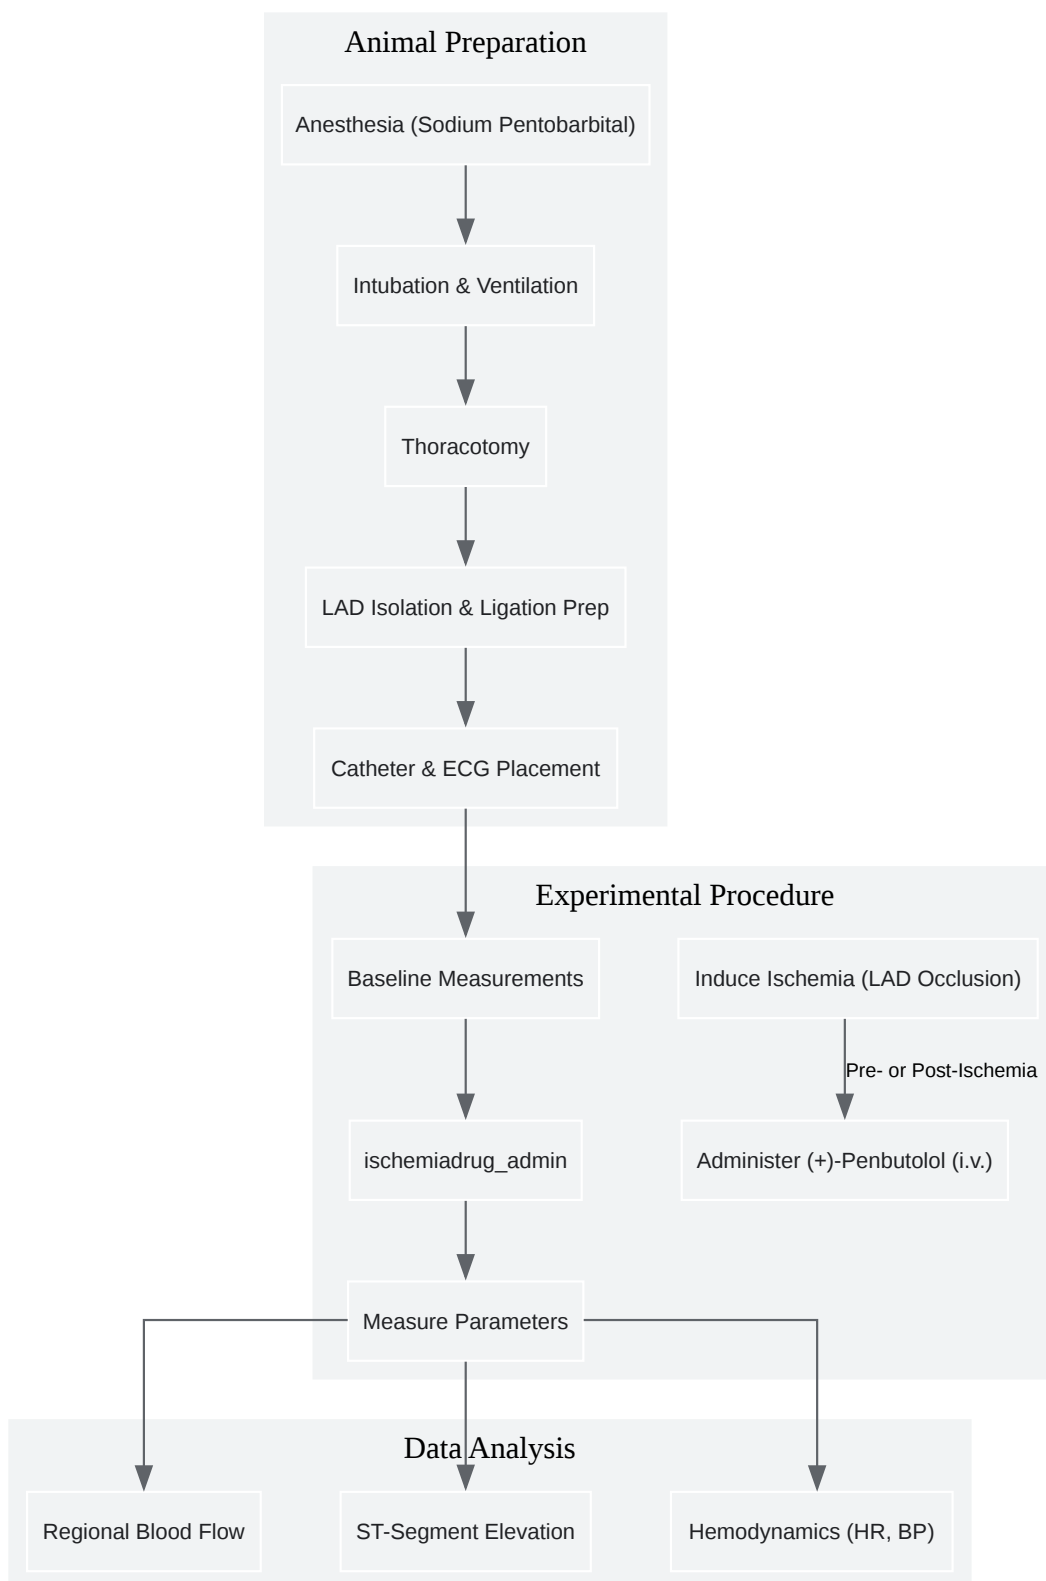 Animal Preparation
Anesthesia (Sodium Pentobarbital)
Intubation & Ventilation
Thoracotomy
LAD Isolation & Ligation Prep
Catheter & ECG Placement
Experimental Procedure
Baseline Measurements
Induce Ischemia (LAD Occlusion)
Pre- or Post-Ischemia
ischemiadrug_admin
Administer (+)-Penbutolol (i.v.)
Measure Parameters
Data Analysis
Regional Blood Flow
ST-Segment Elevation
Hemodynamics (HR, BP)